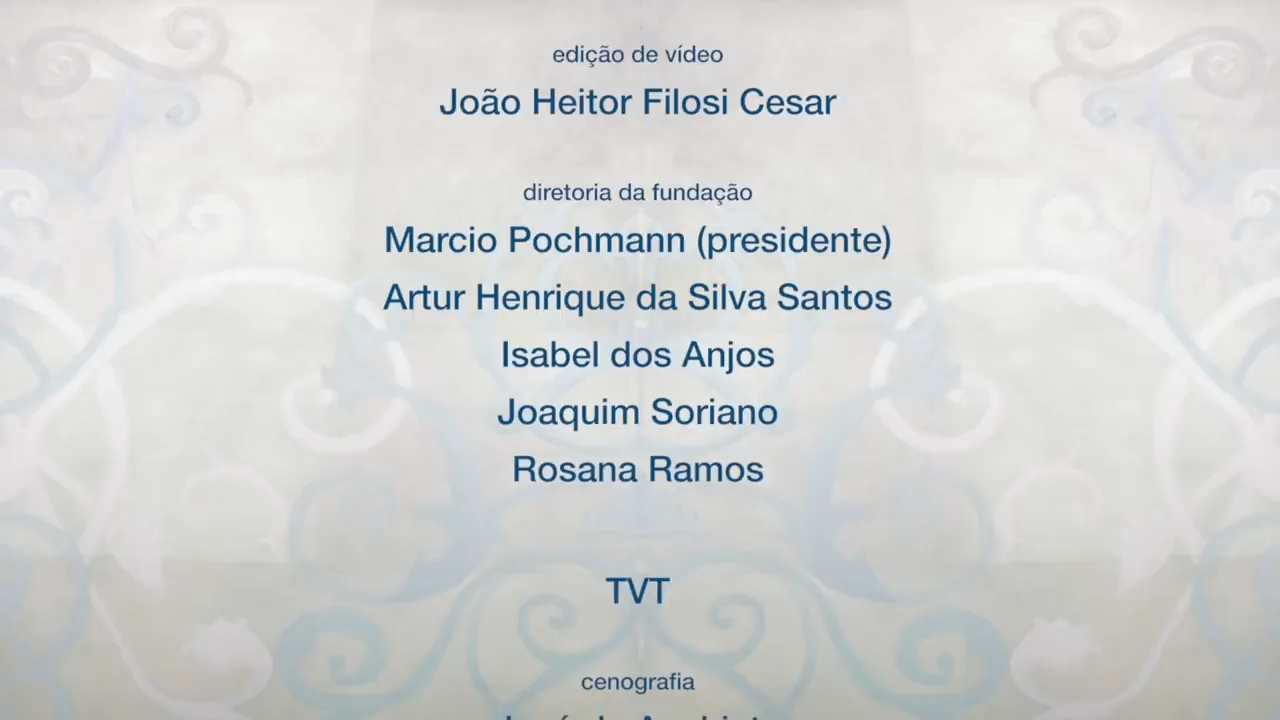 edição de vídeo
João Heitor Filosi Cesar
diretoria da fundação
Marcio Pochmann (presidente)
Artur Henrique da Silva Santos
Isabel dos Anjos
Joaquim Soriano
Rosana Ramos
TVT
cenografia